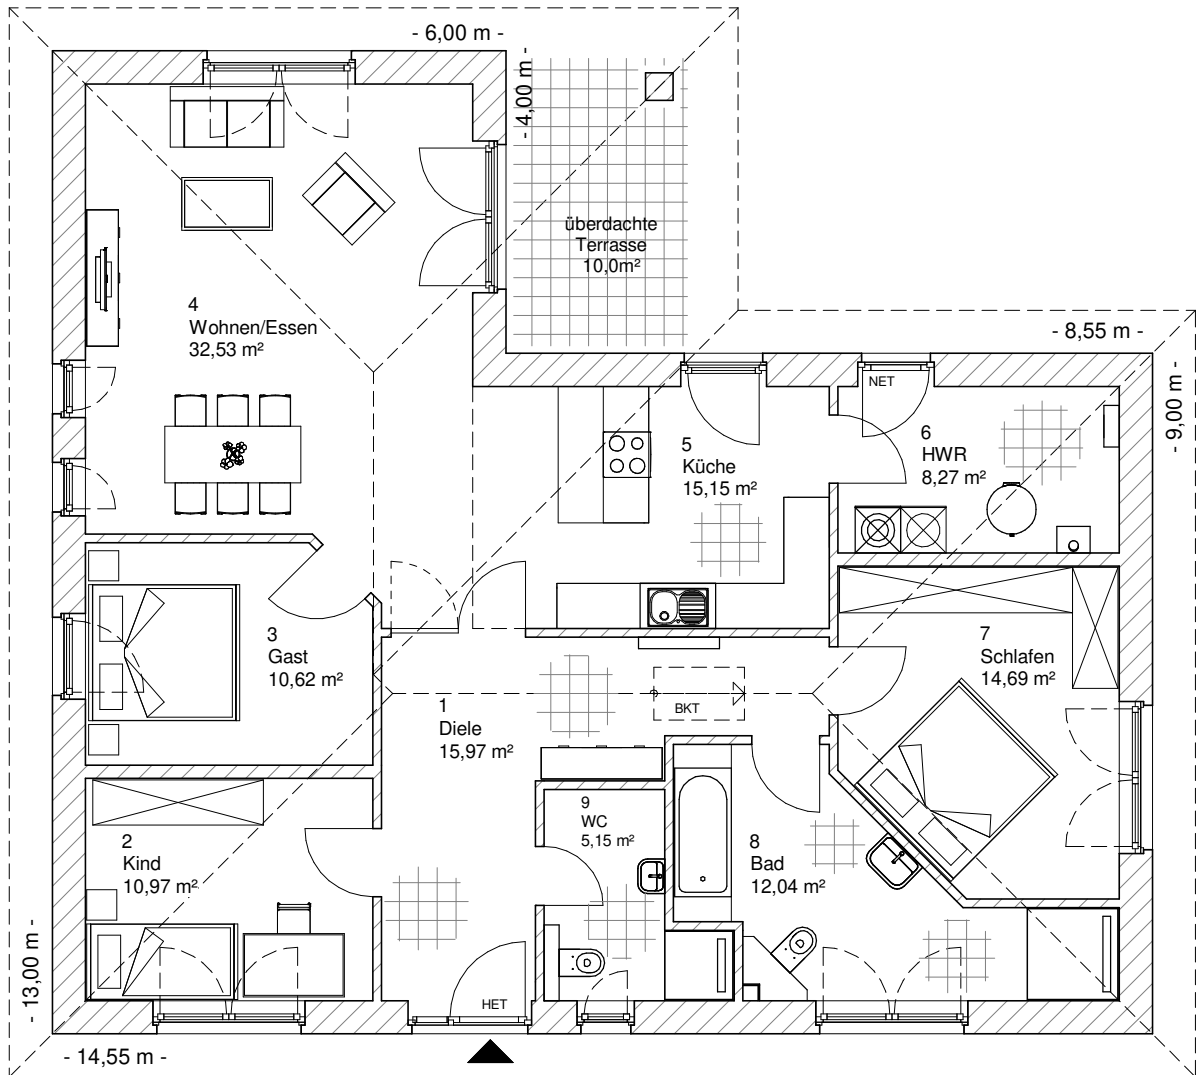 - 6,00 m -
- 4,00 m -
überdachte
Terrasse
10,0m²
4
Wohnen/Essen
32,53 m²
- 8,55 m -
- 9,00 m -
NET
5
Küche
15,15 m²
6
HWR
8,27 m²
3
Gast
10,62 m²
7
Schlafen
14,69 m²
1
Diele
15,97 m²
BKT
2
Kind
10,97 m²
9
WC
5,15 m²
8
Bad
12,04 m²
HET
- 13,00 m -
- 14,55 m -